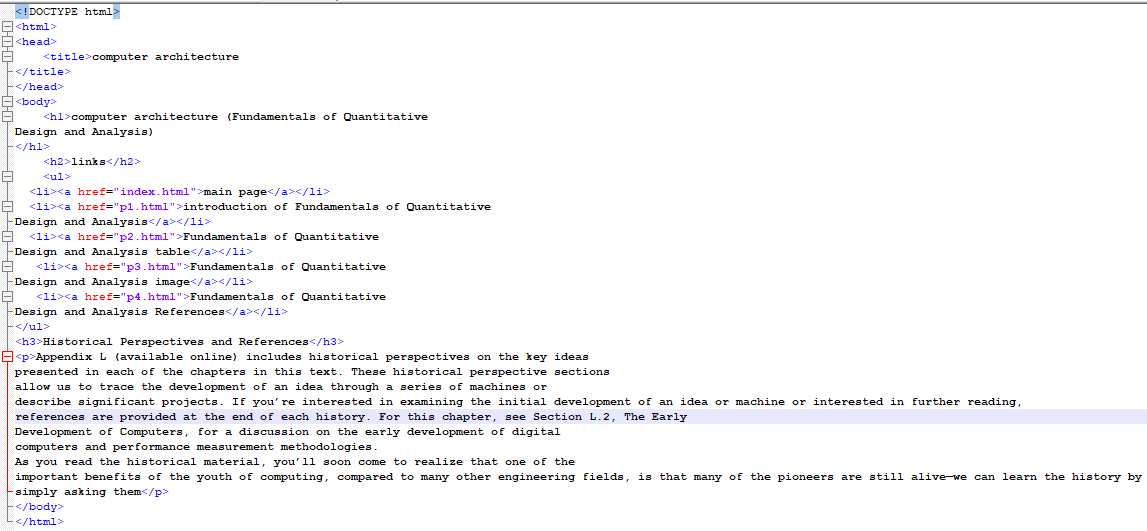 <!DOCTYPE html>
<html>
<head>
<title>computer architecture
</title>
</head>
<body>
<h1>computer architecture (Fundamentals of Quantitative
Design and Analysis)
</h1>
<h2>links</h2>
<ul>
<li><a href="index.html">main page</a></li>
<li><a href="p1.html">introduction of Fundamentals of Quantitative
Design and Analysis</a></li>
<li><a href="p2.html">Fundamentals of Quantitative
Design and Analysis table</a></li>
<li><a href="p3.html">Fundamentals of Quantitative
Design and Analysis image</a></li>
<li><a href="p4.html">Fundamentals of Quantitative
Design and Analysis References</a></li>
</ul>
<h3>Historical Perspectives and References</h3>
<p>Appendix L (available online) includes historical perspectives on the key ideas
presented in each of the chapters in this text. These historical perspective sections
allow us to trace the development of an idea through a series of machines or
describe significant projects. If you’re interested in examining the initial development of an idea or machine or interested in further reading,
references are provided at the end of each history. For this chapter, see Section L.2, The Early
Development of Computers, for a discussion on the early development of digital
computers and performance measurement methodologies.
As you read the historical material, you’ll soon come to realize that one of the
important benefits of the youth of computing, compared to many other engineering fields, is that many of the pioneers are still alive—we can learn the history by
simply asking them</p>
</body>
</html>